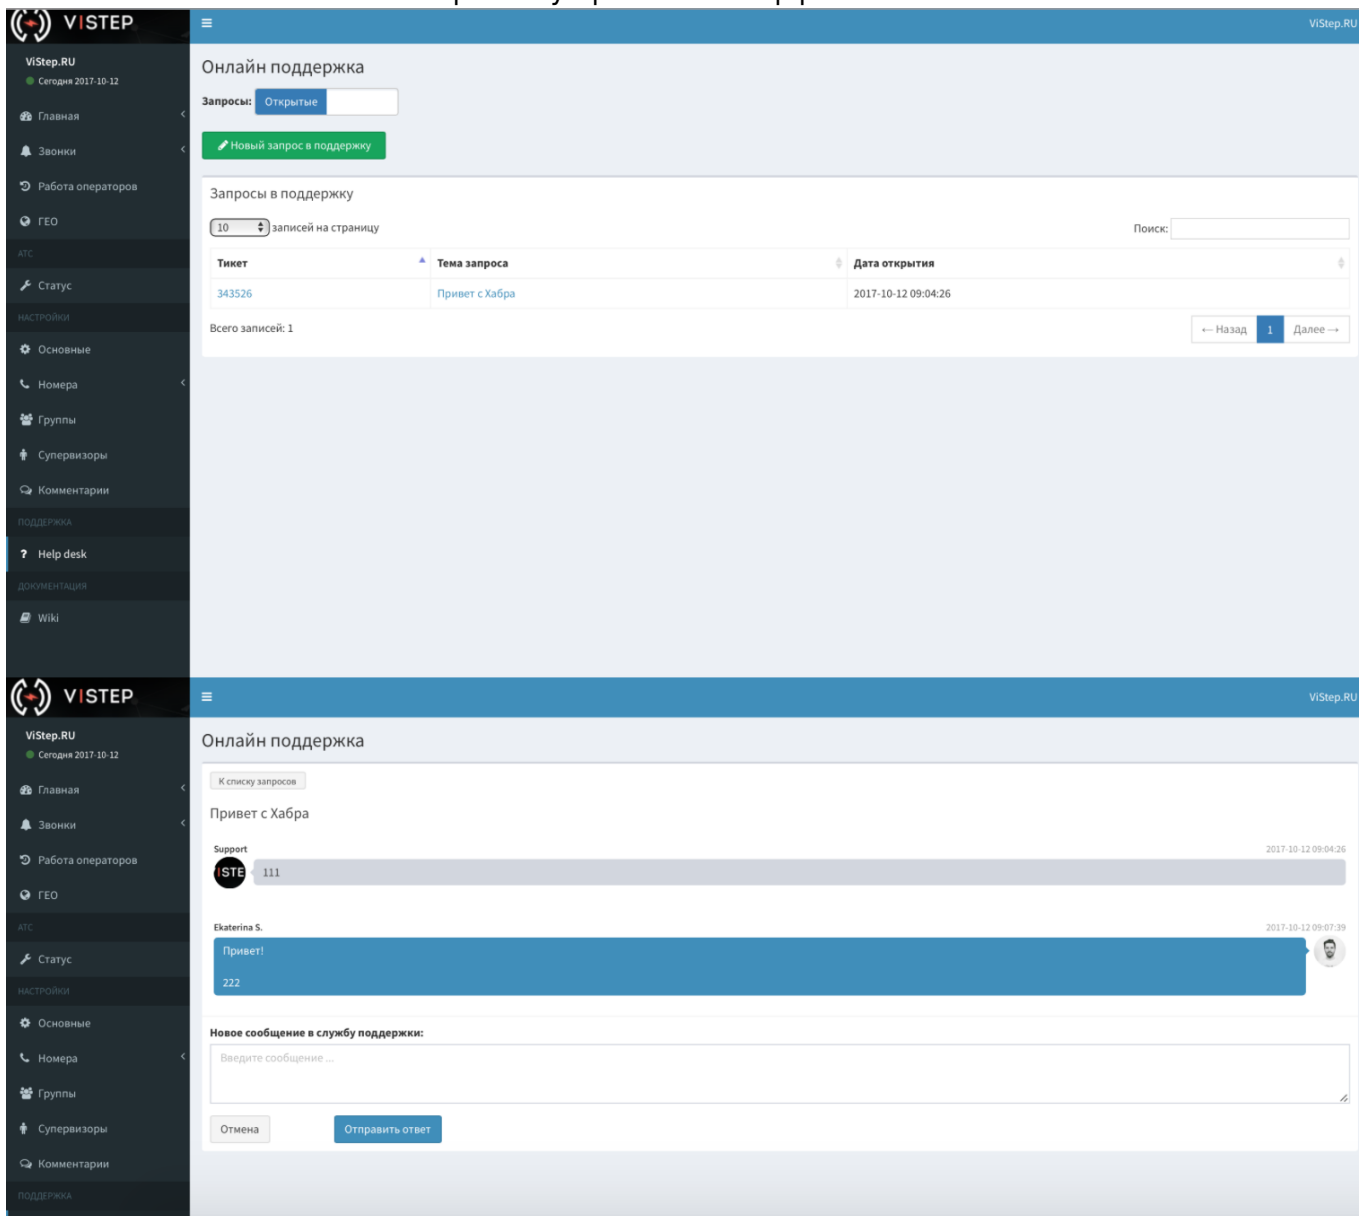 VISTEP
ViStep.RU
ViStep.RU
Сегодня 2017-10-12
Главная
Звонки
Работа операторов
ГЕО
АТС
Статус
НАСТРОЙКИ
Основные
Номера
Группы
Супервизоры
Комментарии
ПОДДЕРЖКА
? Help desk
ДОКУМЕНТАЦИЯ
Wiki
Онлайн поддержка
Запросы: Открытые
Новый запрос в поддержку
Запросы в поддержку
10 записей на страницу
Поиск:
Тикет Тема запроса Дата открытия
343526 Привет с Хабра 2017-10-12 09:04:26
Всего записей: 1
← Назад 1 Далее →
VISTEP
ViStep.RU
ViStep.RU
Сегодня 2017-10-12
Главная
Звонки
Работа операторов
ГЕО
АТС
Статус
НАСТРОЙКИ
Основные
Номера
Группы
Супервизоры
Комментарии
ПОДДЕРЖКА
Онлайн поддержка
К списку запросов
Привет с Хабра
Support 2017-10-12 09:04:26
ISTE 111
Ekaterina S. 2017-10-12 09:07:39
Привет!
222
Новое сообщение в службу поддержки:
Введите сообщение ...
Отмена Отправить ответ